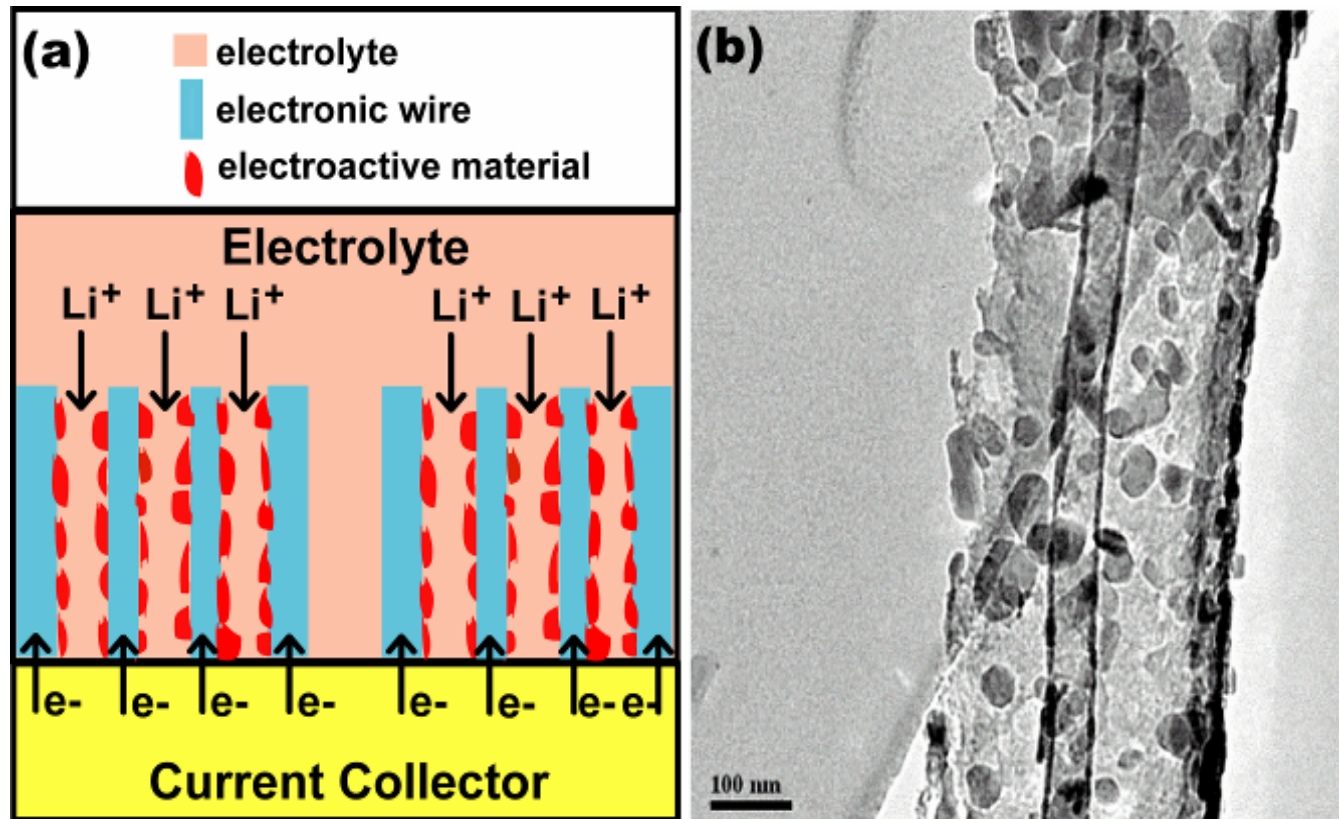 (a)
electrolyte
electronic wire
electroactive material
Electrolyte
Li+ Li+ Li+ Li+ Li+ Li+
e- e- e- e- e- e- e- e-
Current Collector
(b)
100 nm